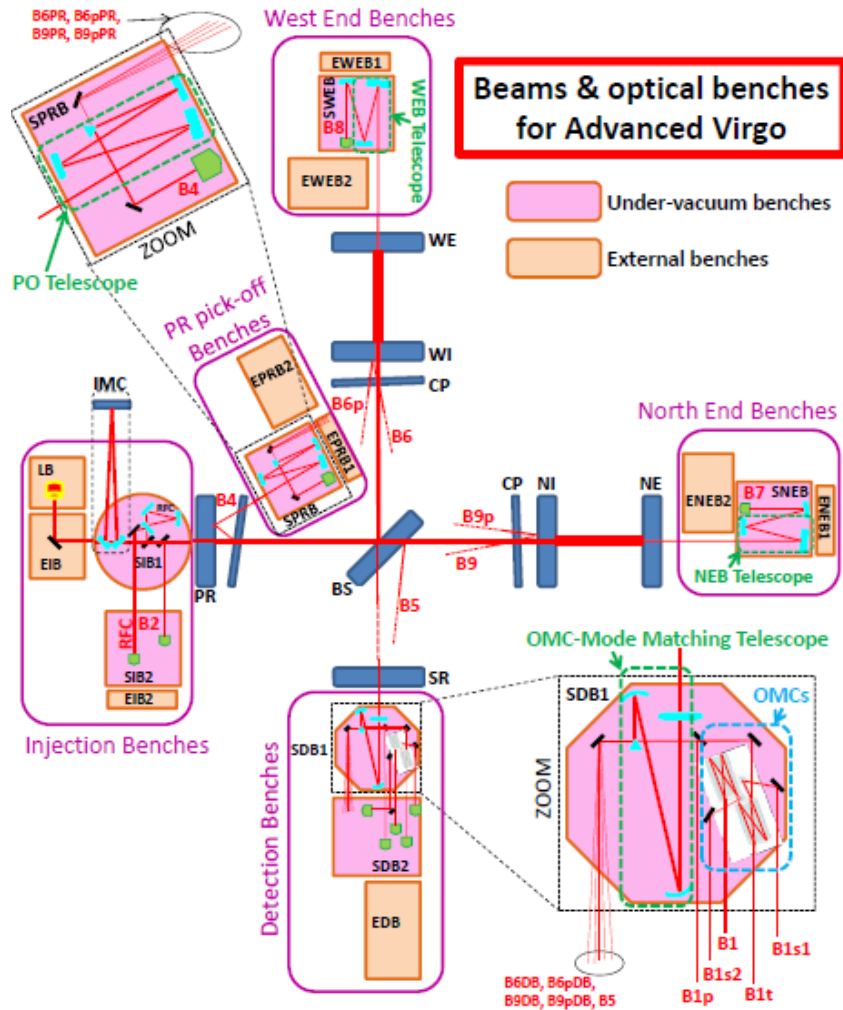 B6PR, B6pPR,
B9PR, B9pPR
West End Benches
EWEB1
SWEB
B8
WEB Telescope
EWEB2
Beams & optical benches
for Advanced Virgo
Under-vacuum benches
External benches
SPRB
B4
ZOOM
PO Telescope
WE
WI
CP
PR pick-off
Benches
EPRB2
EPRB1
SPRB
B4
B6p
B6
IMC
LB
EIB
RFC
SIB1
RFC
B2
SIB2
EIB2
Injection Benches
PR
BS
B5
B9p
B9
CP
NI
NE
North End Benches
ENEB2
B7
SNEB
ENEB1
NEB Telescope
SR
SDB1
SDB2
EDB
Detection Benches
OMC-Mode Matching Telescope
SDB1
OMCs
ZOOM
B1
B1s1
B1s2
B1p
B1t
B6DB, B6pDB,
B9DB, B9pDB, B5